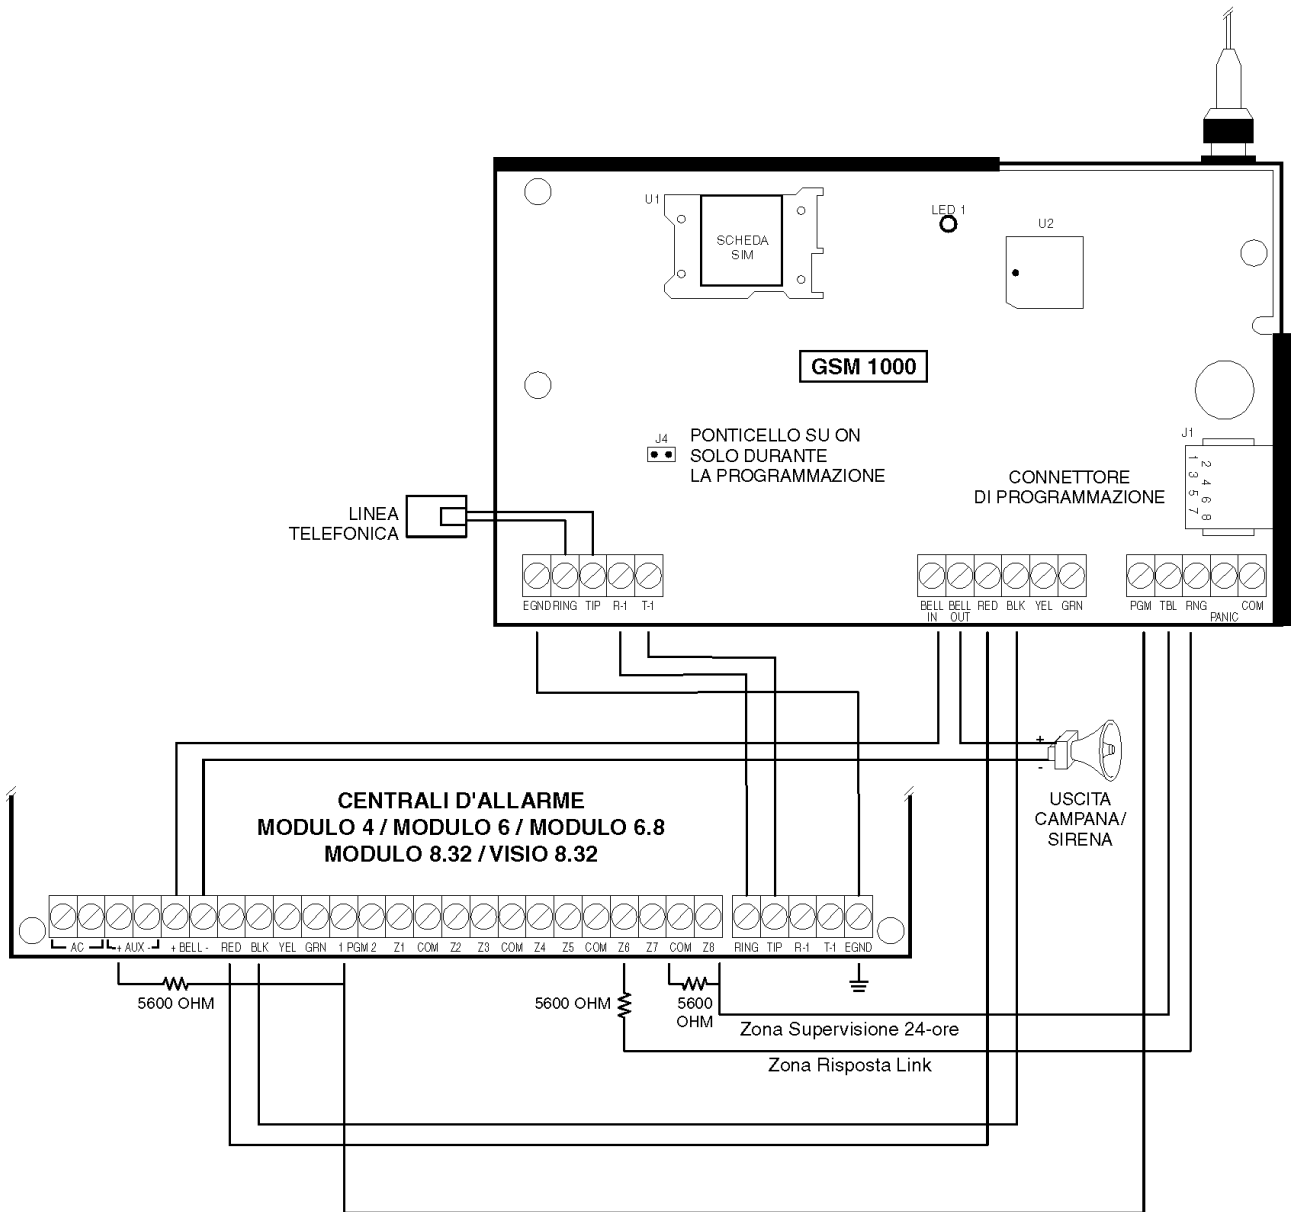 U1
SCHEDA
SIM
LED 1
U2
GSM 1000
J4
PONTICELLO SU ON
SOLO DURANTE
LA PROGRAMMAZIONE
J1
1 2
3 4
5 6
7 8
CONNETTORE
DI PROGRAMMAZIONE
LINEA
TELEFONICA
EGND RING TIP R-1 T-1
BELL IN BELL OUT RED BLK YEL GRN
PGM TBL RNG PANIC COM
+
-
USCITA
CAMPANA/
SIRENA
CENTRALI D'ALLARME
MODULO 4 / MODULO 6 / MODULO 6.8
MODULO 8.32 / VISIO 8.32
AC + AUX - + BELL - RED BLK YEL GRN 1 PGM 2 Z1 COM Z2 Z3 COM Z4 Z5 COM Z6 Z7 COM Z8 RING TIP R-1 T-1 EGND
5600 OHM
5600 OHM
5600
OHM
Zona Supervisione 24-ore
Zona Risposta Link